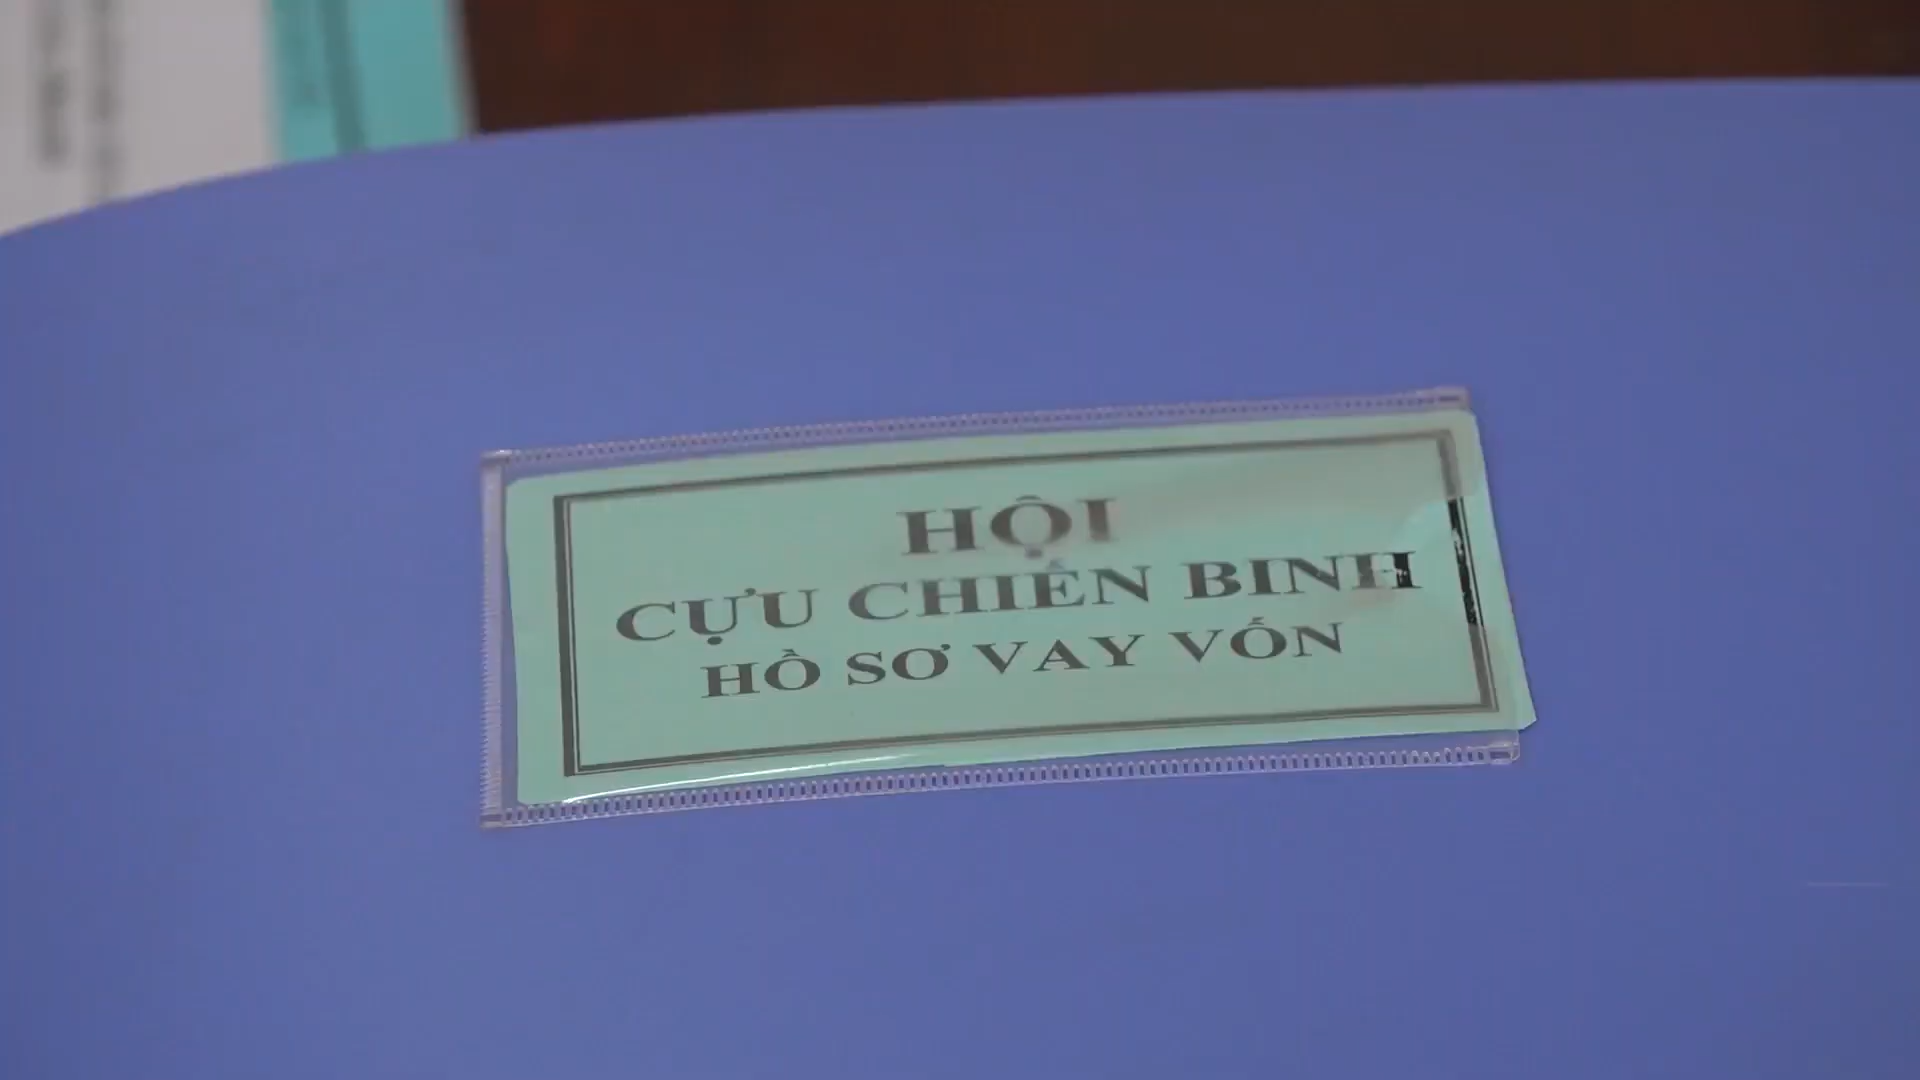 HỘI
CỰU CHIẾN BINH
HỒ SƠ VAY VỐN